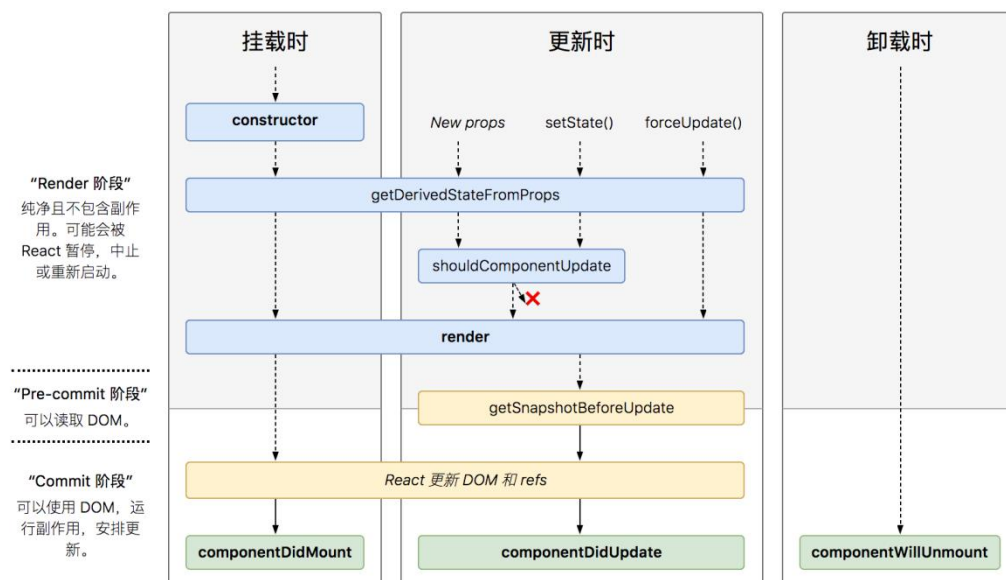 挂载时
更新时
卸载时
constructor
New props
setState()
forceUpdate()
“Render 阶段”
纯净且不包含副作
用。可能会被
React 暂停，中止
或重新启动。
getDerivedStateFromProps
shouldComponentUpdate
render
“Pre-commit 阶段”
可以读取 DOM。
getSnapshotBeforeUpdate
“Commit 阶段”
可以使用 DOM，运
行副作用，安排更
新。
React 更新 DOM 和 refs
componentDidMount
componentDidUpdate
componentWillUnmount